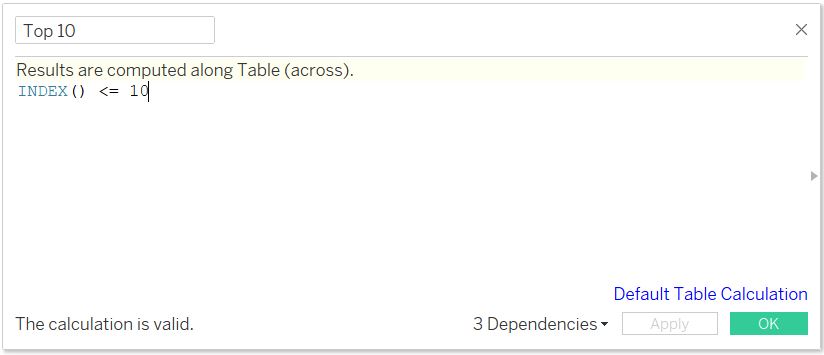 Top 10
Results are computed along Table (across).
INDEX() <= 10
Default Table Calculation
The calculation is valid.
3 Dependencies
Apply
OK